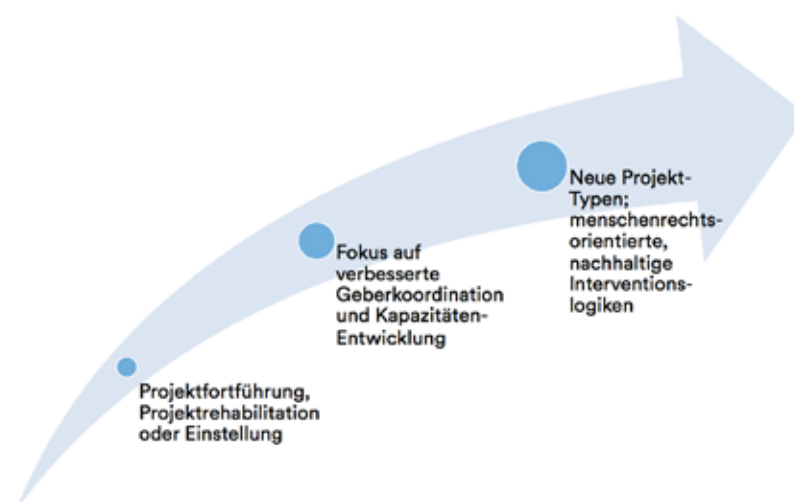 Projektfortführung,
Projektrehabilitation
oder Einstellung
Fokus auf
verbesserte
Geberkoordination
und Kapazitäten-
Entwicklung
Neue Projekt-
Typen;
menschenrechts-
orientierte,
nachhaltige
Interventions-
logiken